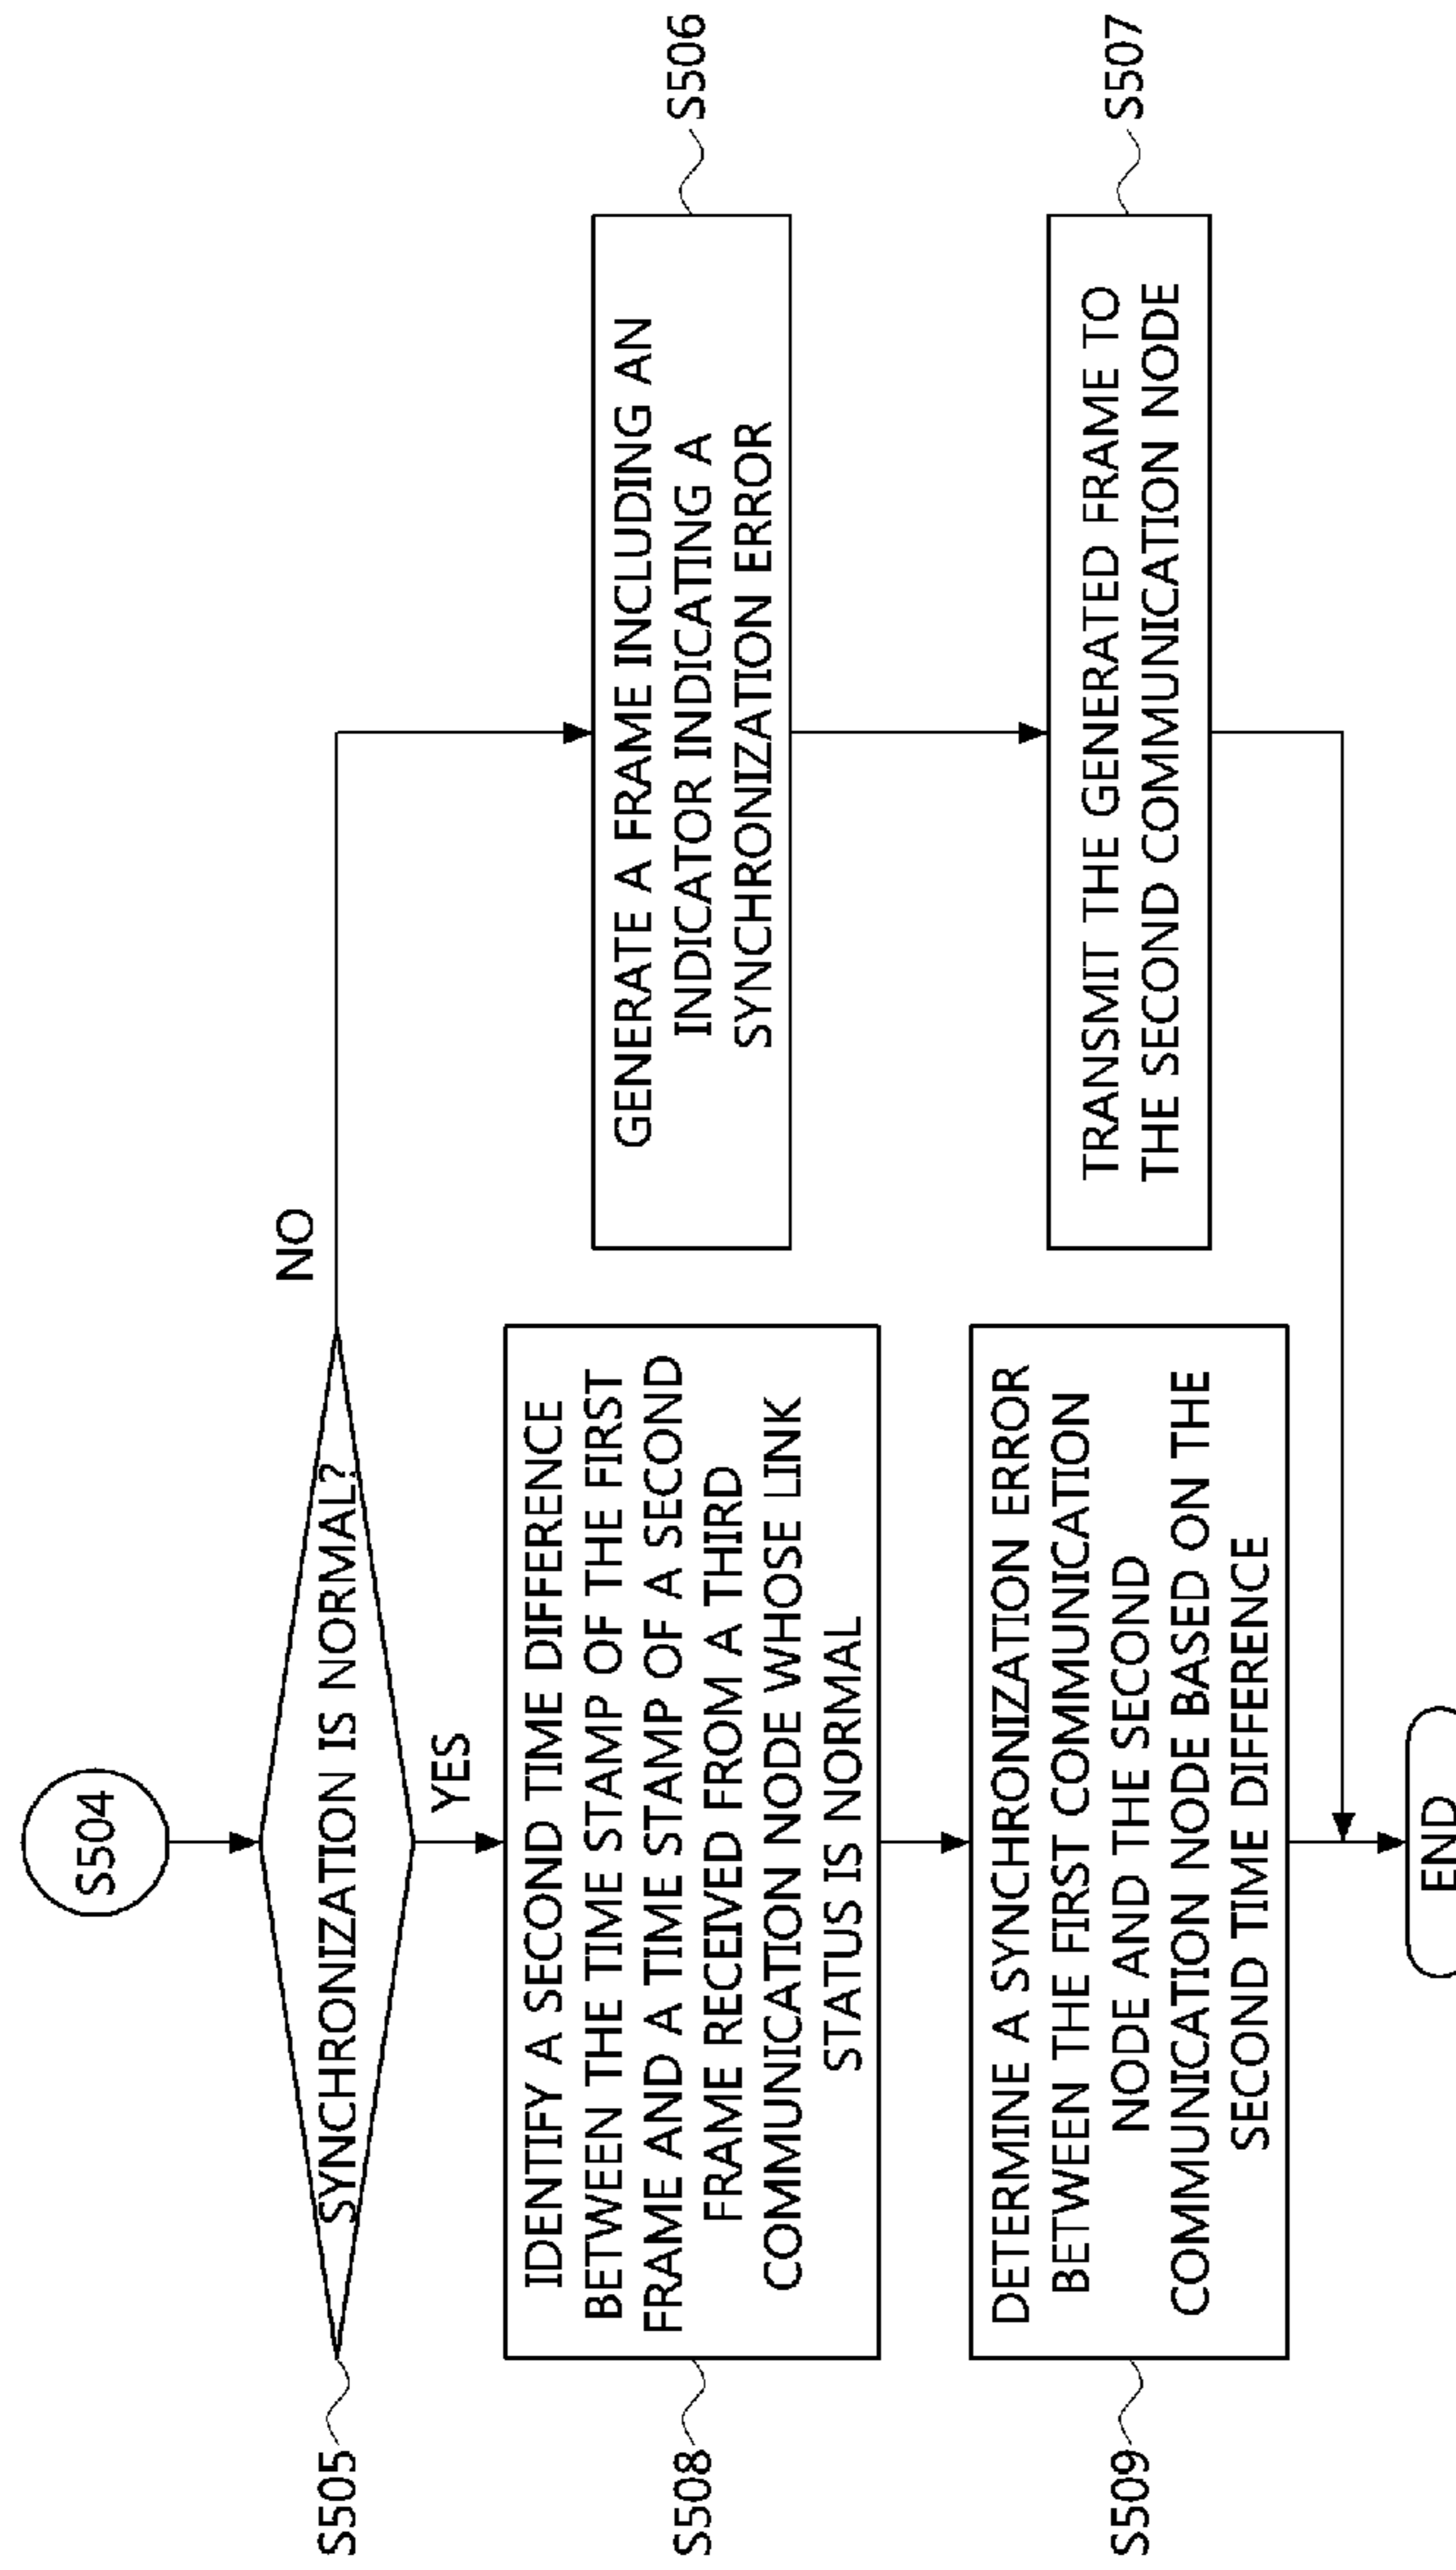 S504
S505
SYNCHRONIZATION IS NORMAL?
NO
YES
S508
IDENTIFY A SECOND TIME DIFFERENCE
BETWEEN THE TIME STAMP OF THE FIRST
FRAME AND A TIME STAMP OF A SECOND
FRAME RECEIVED FROM A THIRD
COMMUNICATION NODE WHOSE LINK
STATUS IS NORMAL
GENERATE A FRAME INCLUDING AN
INDICATOR INDICATING A
SYNCHRONIZATION ERROR
S506
S509
DETERMINE A SYNCHRONIZATION ERROR
BETWEEN THE FIRST COMMUNICATION
NODE AND THE SECOND
COMMUNICATION NODE BASED ON THE
SECOND TIME DIFFERENCE
TRANSMIT THE GENERATED FRAME TO
THE SECOND COMMUNICATION NODE
S507
END